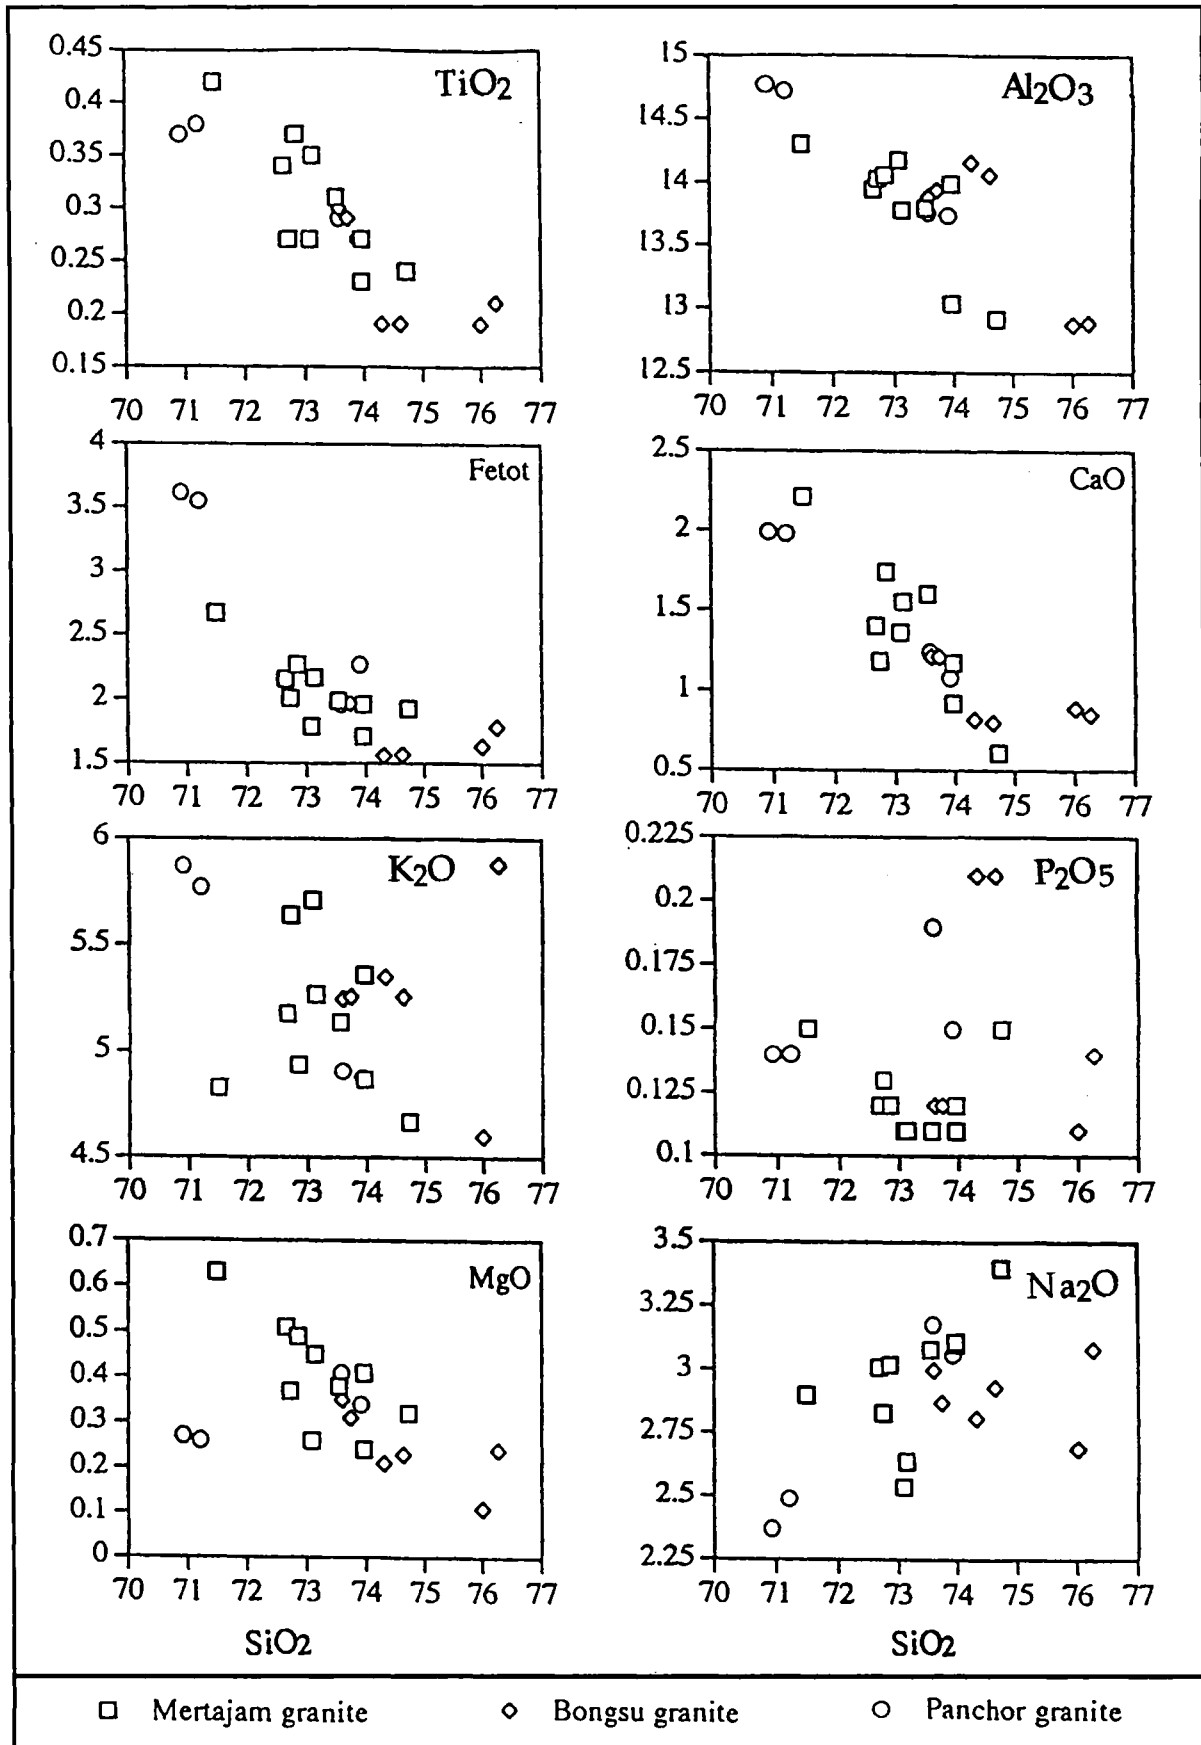 TiO2
0.45
0.4
0.35
0.3
0.25
0.2
0.15
70 71 72 73 74 75 76 77
Al2O3
15
14.5
14
13.5
13
12.5
70 71 72 73 74 75 76 77
Fetot
4
3.5
3
2.5
2
1.5
70 71 72 73 74 75 76 77
CaO
2.5
2
1.5
1
0.5
70 71 72 73 74 75 76 77
K2O
6
5.5
5
4.5
70 71 72 73 74 75 76 77
P2O5
0.225
0.2
0.175
0.15
0.125
0.1
70 71 72 73 74 75 76 77
MgO
0.7
0.6
0.5
0.4
0.3
0.2
0.1
0
70 71 72 73 74 75 76 77
SiO2
Na2O
3.5
3.25
3
2.75
2.5
2.25
70 71 72 73 74 75 76 77
SiO2
Mertajam granite
Bongsu granite
Panchor granite